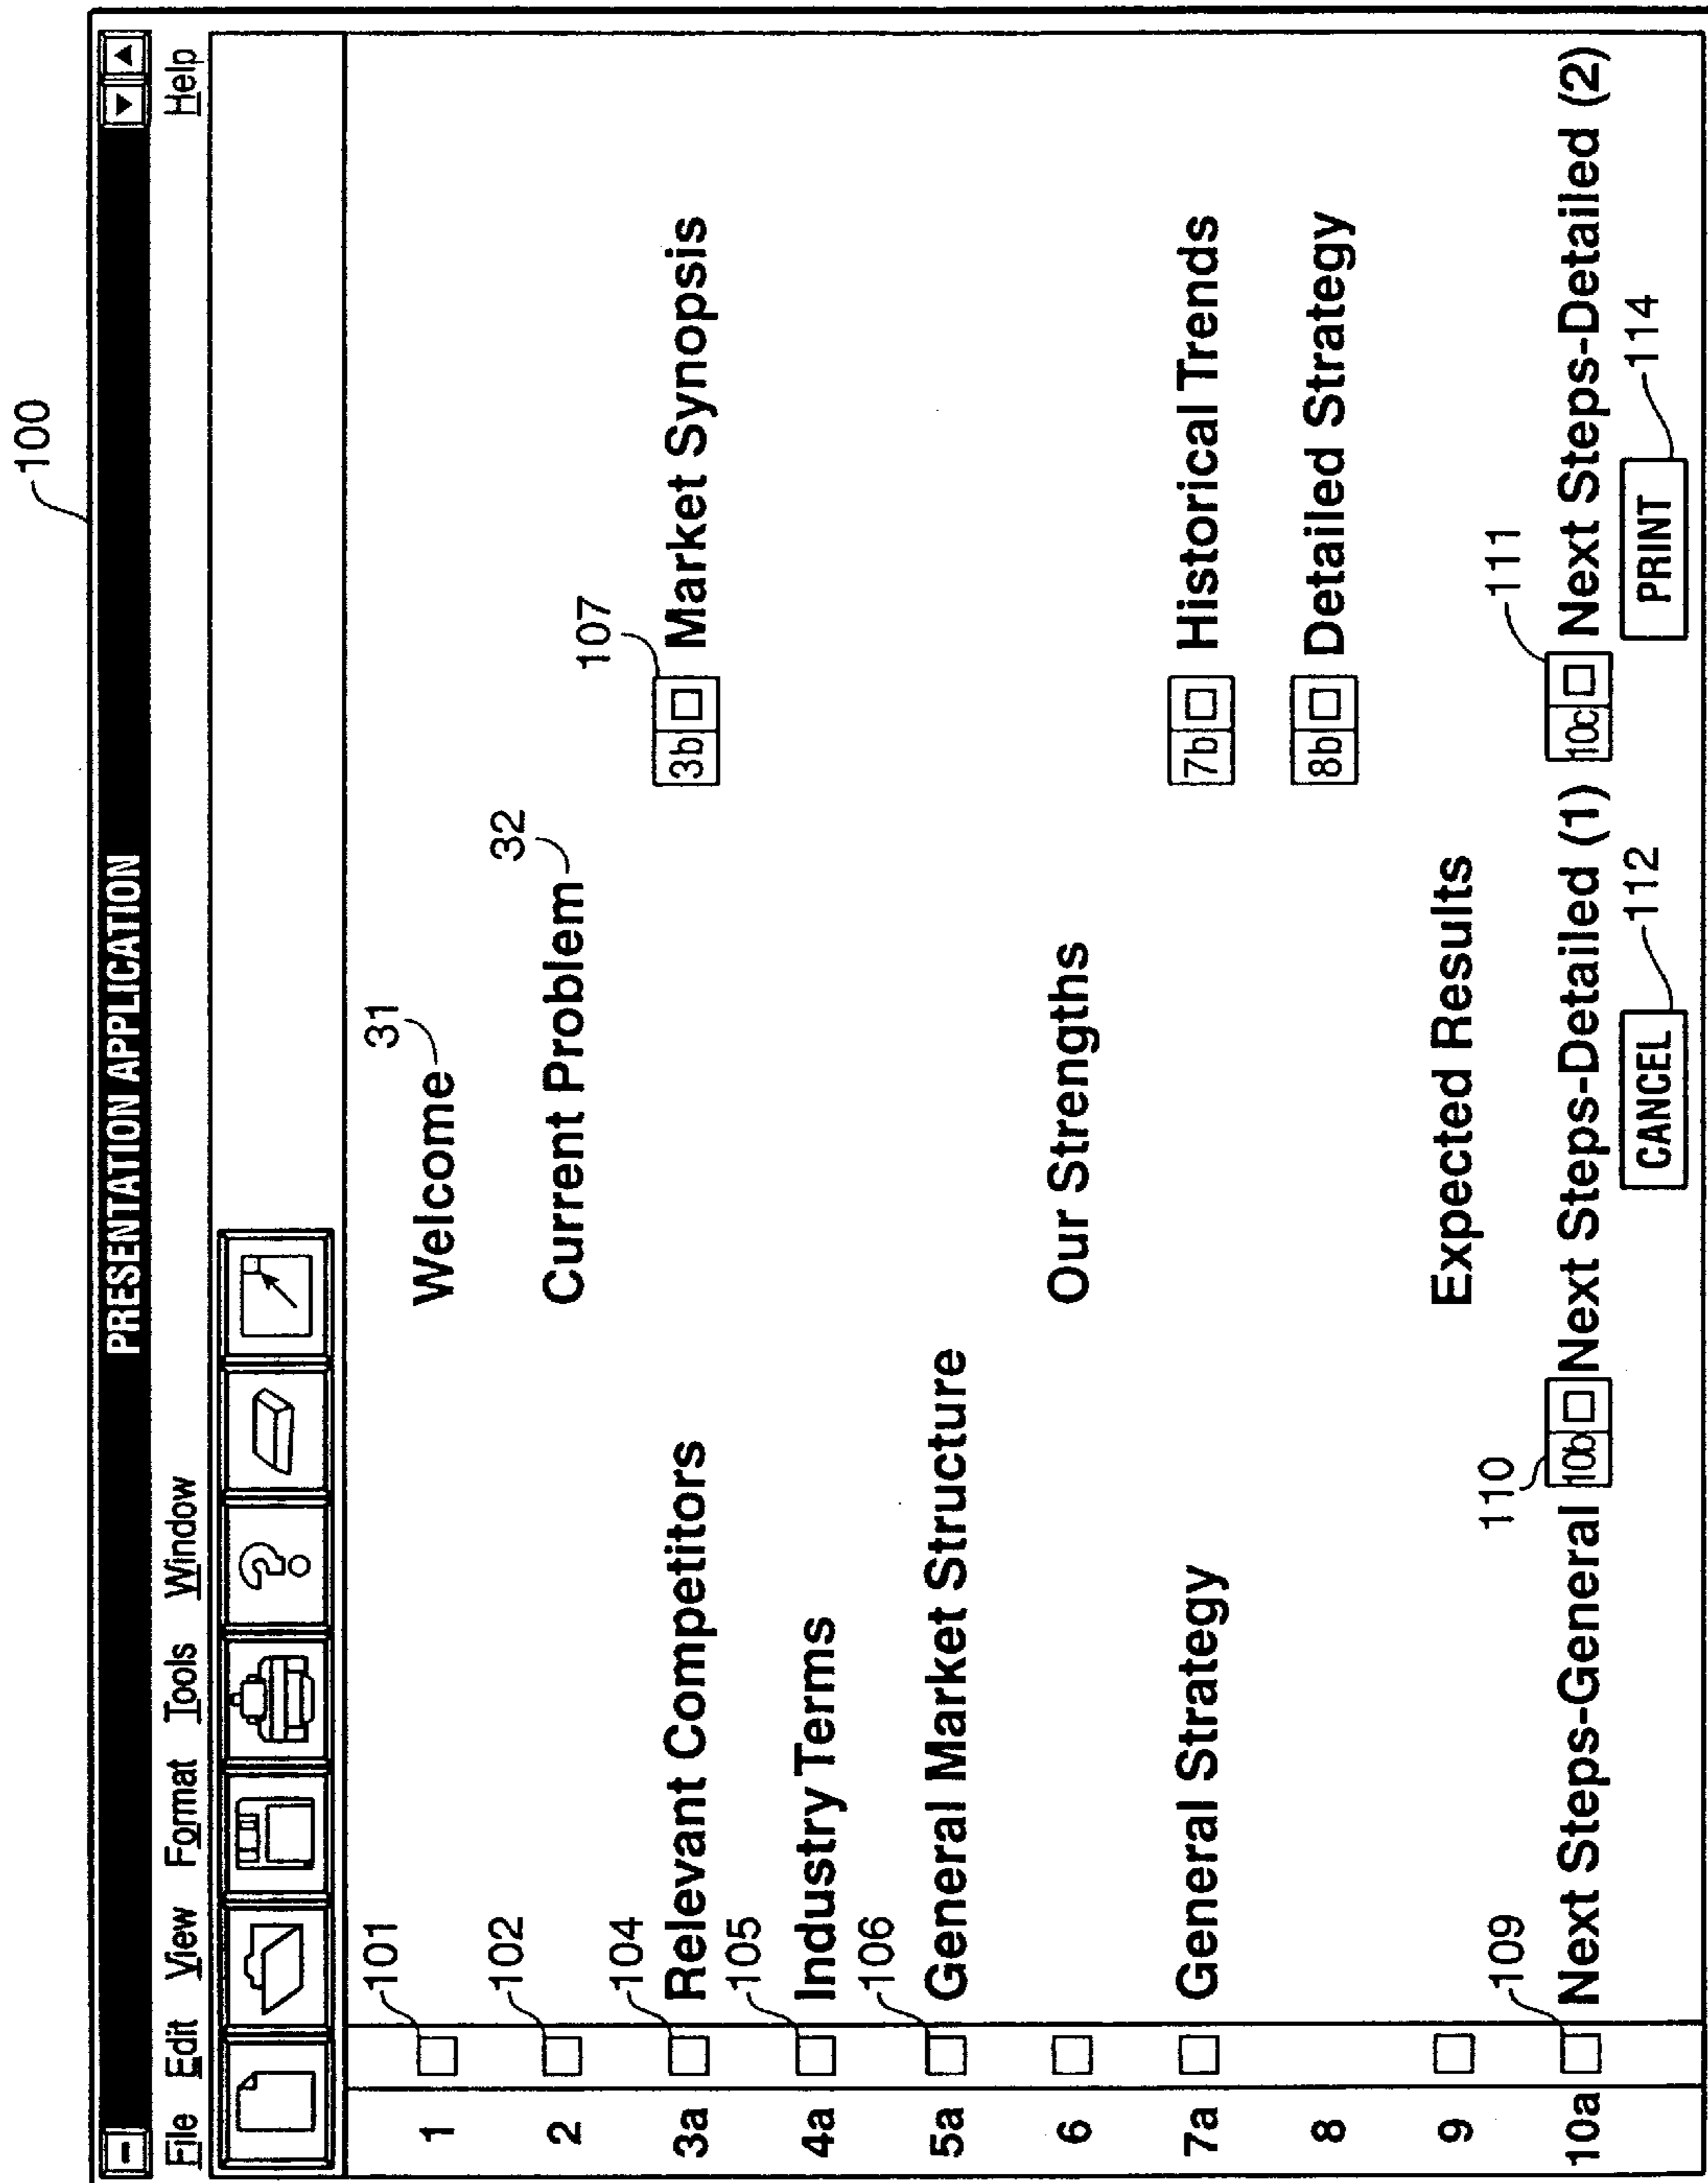 100
PRESENTATION APPLICATION
File Edit View Format Tools Window Help
1 101 Welcome 31
2 102 Current Problem 32
3a 104 Relevant Competitors 3b 107 Market Synopsis
4a 105 Industry Terms
5a 106 General Market Structure
6 Our Strengths
7a General Strategy 7b Historical Trends
8 8b Detailed Strategy
9 Expected Results
10a 109 Next Steps-General 110 10b Next Steps-Detailed (1) 10c 111 Next Steps-Detailed (2)
CANCEL 112 PRINT 114